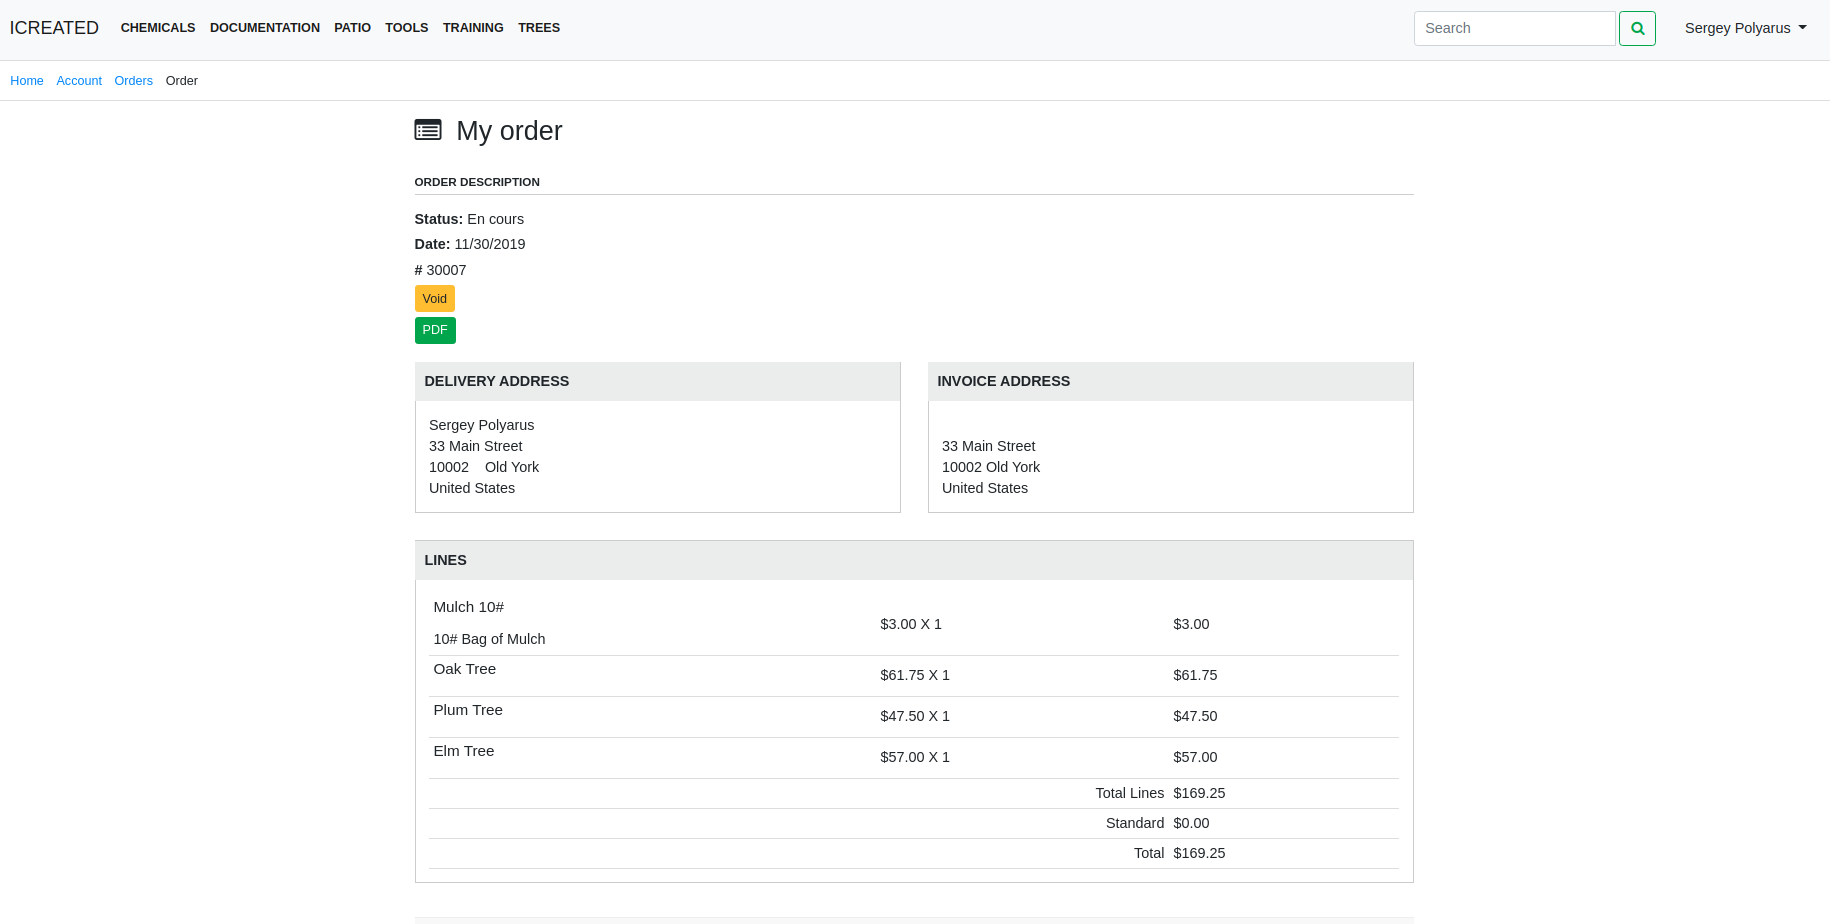 ICREATED CHEMICALS DOCUMENTATION PATIO TOOLS TRAINING TREES Search Sergey Polyarus
Home Account Orders Order
My order
ORDER DESCRIPTION
Status: En cours
Date: 11/30/2019
# 30007
Void
PDF
DELIVERY ADDRESS
Sergey Polyarus
33 Main Street
10002 Old York
United States
INVOICE ADDRESS
33 Main Street
10002 Old York
United States
LINES
Mulch 10#
10# Bag of Mulch
$3.00 X 1 $3.00
Oak Tree $61.75 X 1 $61.75
Plum Tree $47.50 X 1 $47.50
Elm Tree $57.00 X 1 $57.00
Total Lines $169.25
Standard $0.00
Total $169.25